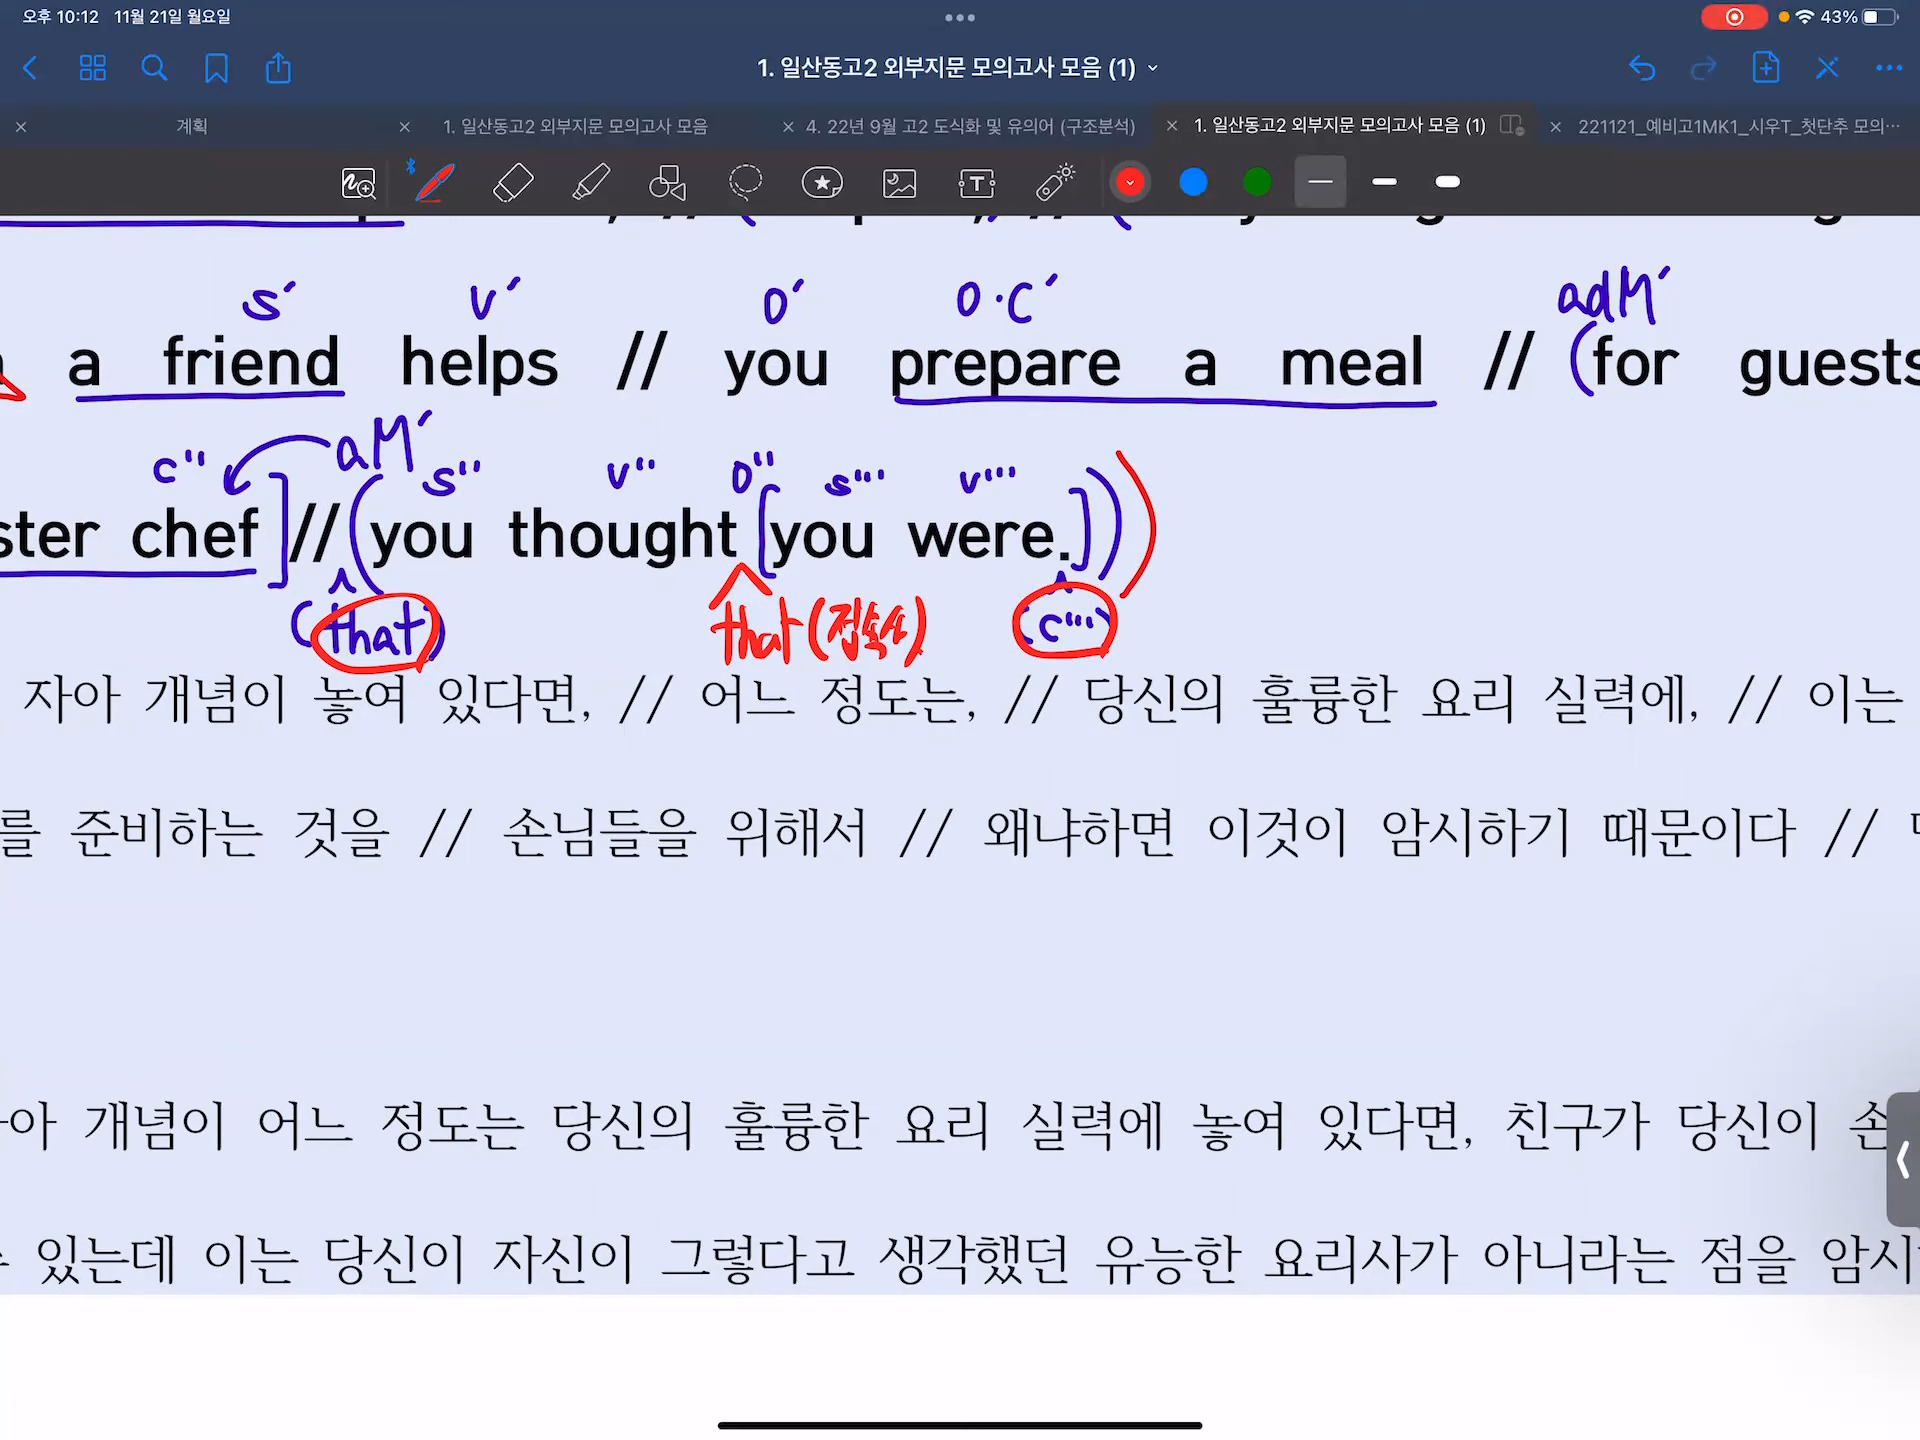 오후 10:12 11월 21일 월요일
43%
1. 일산동고2 외부지문 모의고사 모음 (1)
계획
1. 일산동고2 외부지문 모의고사 모음
4. 22년 9월 고2 도식화 및 유의어 (구조분석)
1. 일산동고2 외부지문 모의고사 모음 (1)
221121_예비고1MK1_시우T_첫단추 모의…
s' v' o' o·c' adM'
a friend helps // you prepare a meal // (for guests
c'' aM' s'' v'' o'' s''' v'''
ster chef] // (you thought [you were.])
(that) that (접속사) (c''')
자아 개념이 놓여 있다면, // 어느 정도는, // 당신의 훌륭한 요리 실력에, // 이는
를 준비하는 것을 // 손님들을 위해서 // 왜냐하면 이것이 암시하기 때문이다 //
아 개념이 어느 정도는 당신의 훌륭한 요리 실력에 놓여 있다면, 친구가 당신이 손
있는데 이는 당신이 자신이 그렇다고 생각했던 유능한 요리사가 아니라는 점을 암시